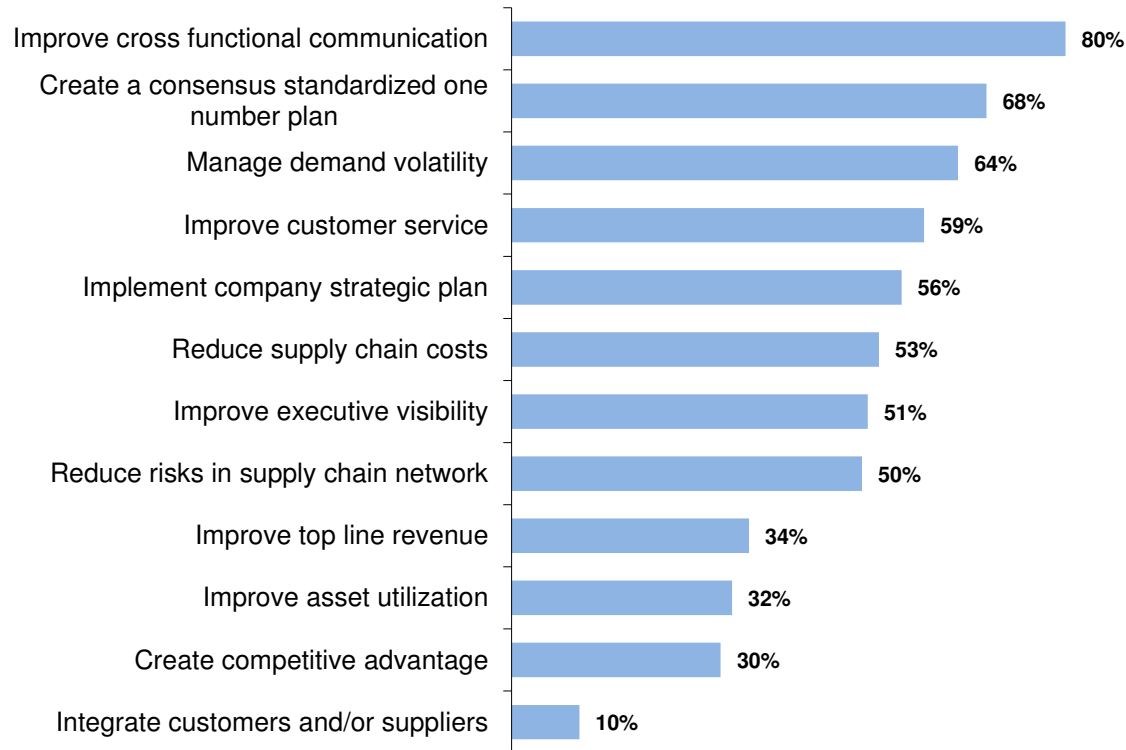 Improve cross functional communication 80%
Create a consensus standardized one
number plan 68%
Manage demand volatility 64%
Improve customer service 59%
Implement company strategic plan 56%
Reduce supply chain costs 53%
Improve executive visibility 51%
Reduce risks in supply chain network 50%
Improve top line revenue 34%
Improve asset utilization 32%
Create competitive advantage 30%
Integrate customers and/or suppliers 10%